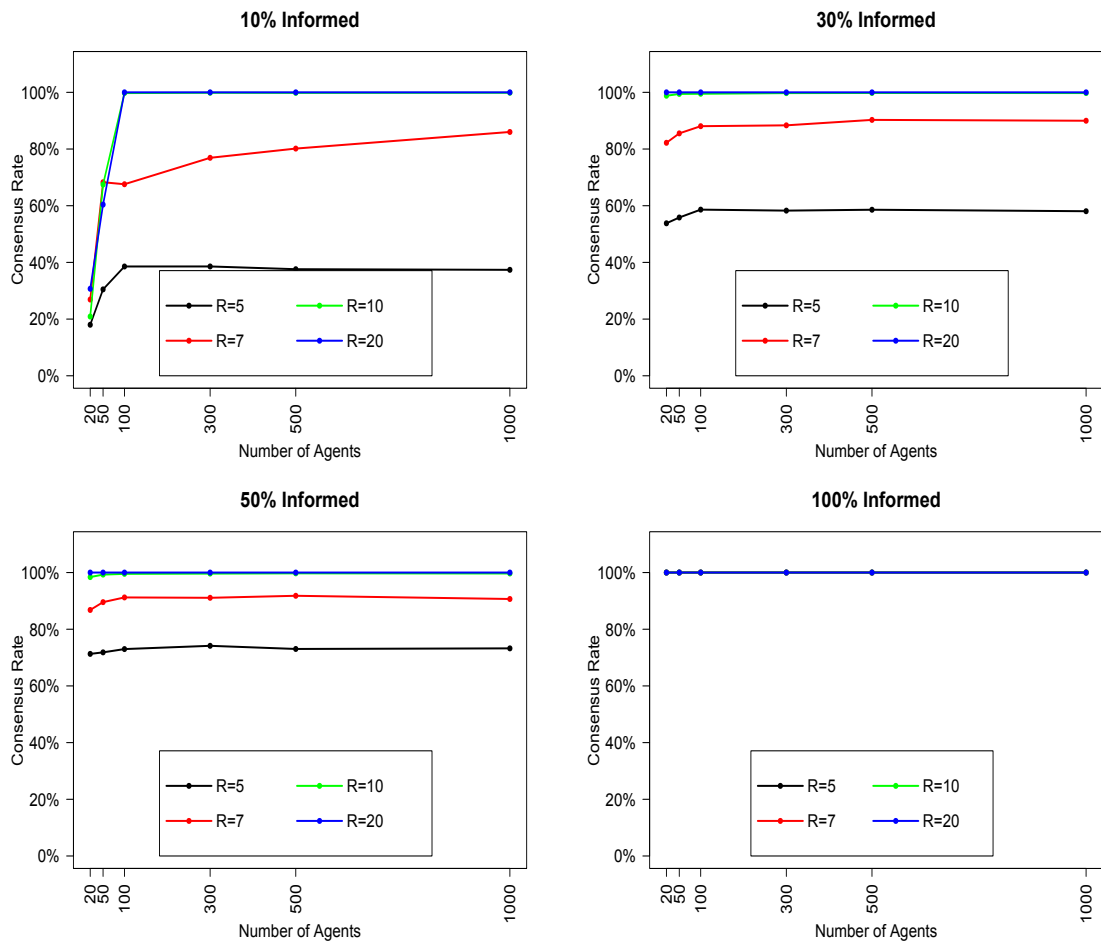 10% Informed
Consensus Rate
100%
80%
60%
40%
20%
0%
R=5
R=10
R=7
R=20
20
50
100
300
500
1000
Number of Agents
30% Informed
Consensus Rate
100%
80%
60%
40%
20%
0%
R=5
R=10
R=7
R=20
20
50
100
300
500
1000
Number of Agents
50% Informed
Consensus Rate
100%
80%
60%
40%
20%
0%
R=5
R=10
R=7
R=20
20
50
100
300
500
1000
Number of Agents
100% Informed
Consensus Rate
100%
80%
60%
40%
20%
0%
R=5
R=10
R=7
R=20
20
50
100
300
500
1000
Number of Agents